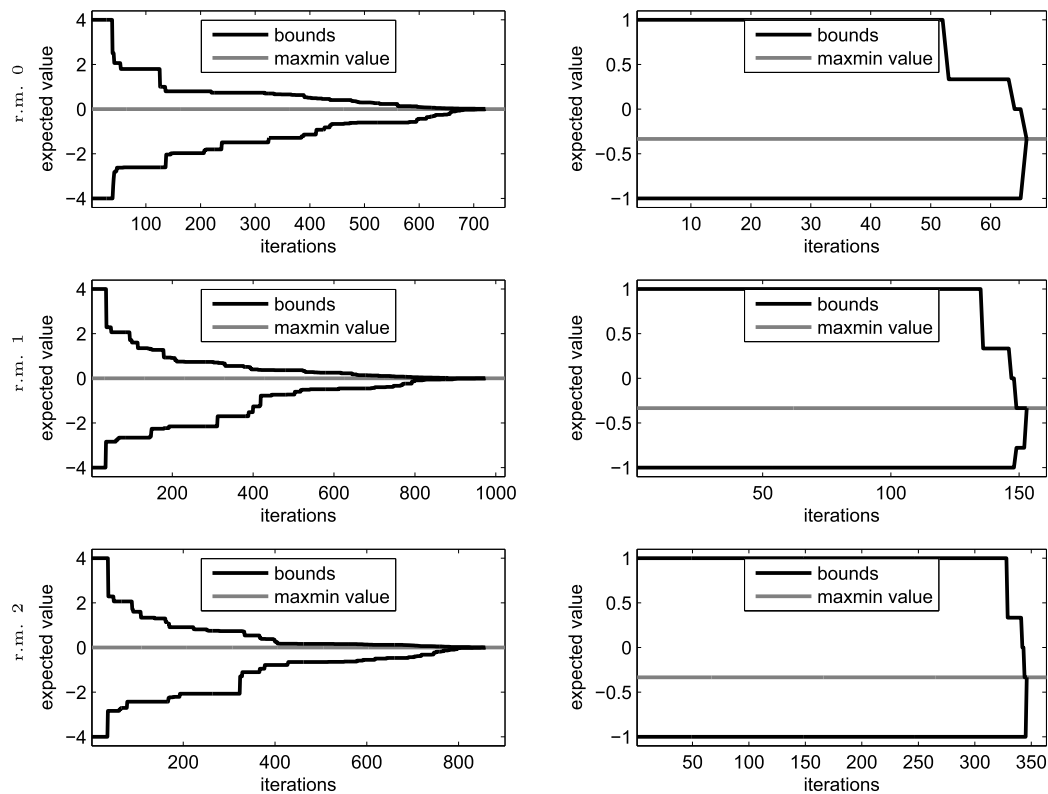 r.m. 0
expected value
4
2
0
−2
−4
bounds
maxmin value
100 200 300 400 500 600 700
iterations
expected value
1
0.5
0
−0.5
−1
bounds
maxmin value
10 20 30 40 50 60
iterations
r.m. 1
expected value
4
2
0
−2
−4
bounds
maxmin value
200 400 600 800 1000
iterations
expected value
1
0.5
0
−0.5
−1
bounds
maxmin value
50 100 150
iterations
r.m. 2
expected value
4
2
0
−2
−4
bounds
maxmin value
200 400 600 800
iterations
expected value
1
0.5
0
−0.5
−1
bounds
maxmin value
50 100 150 200 250 300 350
iterations